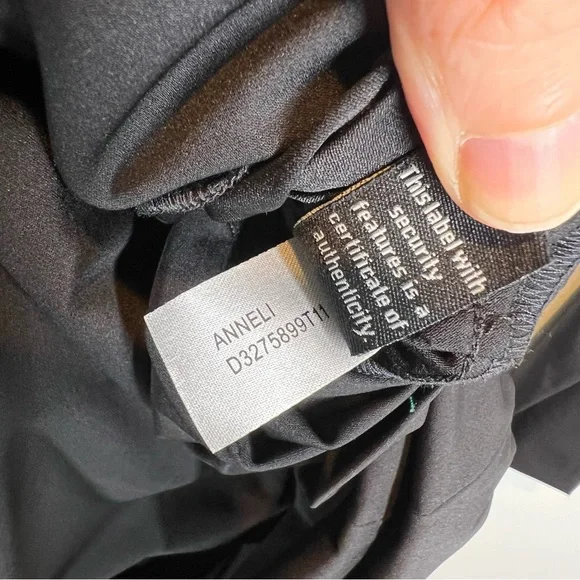 ANNELI
D3275899T11
This label with
security
features is a
certificate of
authenticity.